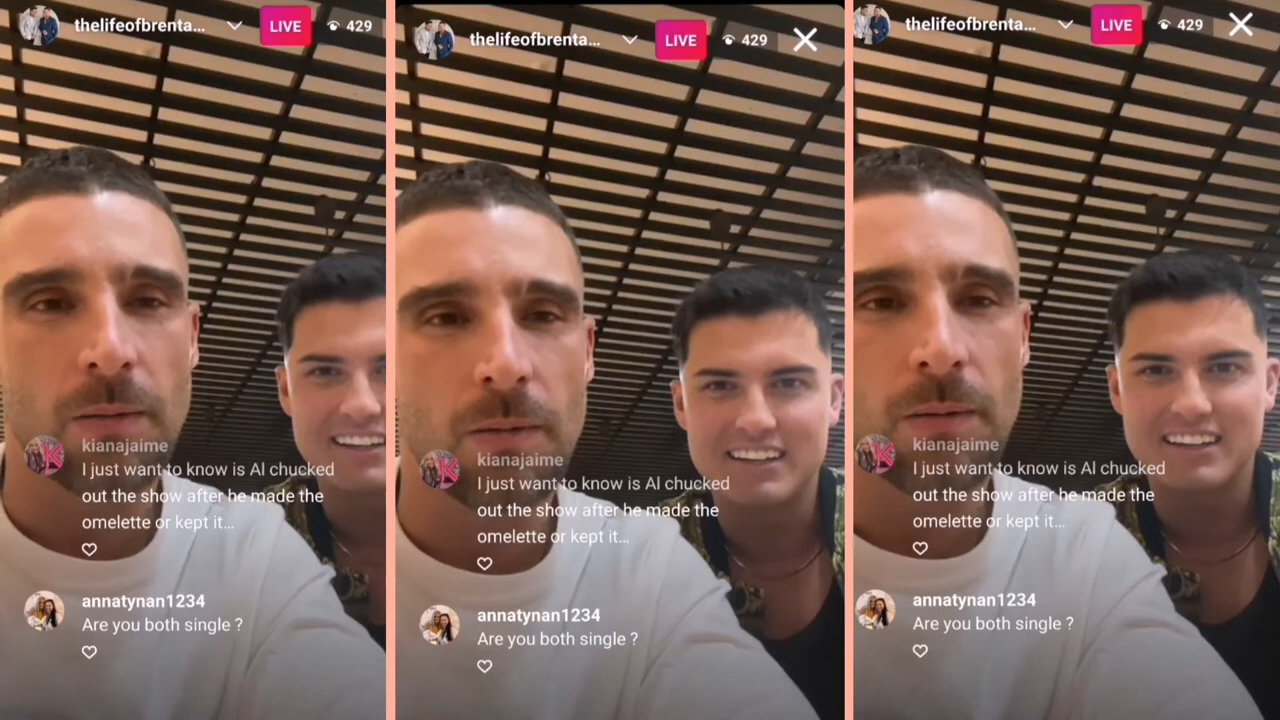 thelifeofbrenta...
LIVE
429
kianajaime
I just want to know is Al chucked
out the show after he made the
omelette or kept it...
annatynan1234
Are you both single ?
thelifeofbrenta...
LIVE
429
kianajaime
I just want to know is Al chucked
out the show after he made the
omelette or kept it...
annatynan1234
Are you both single ?
thelifeofbrenta...
LIVE
429
kianajaime
I just want to know is Al chucked
out the show after he made the
omelette or kept it...
annatynan1234
Are you both single ?